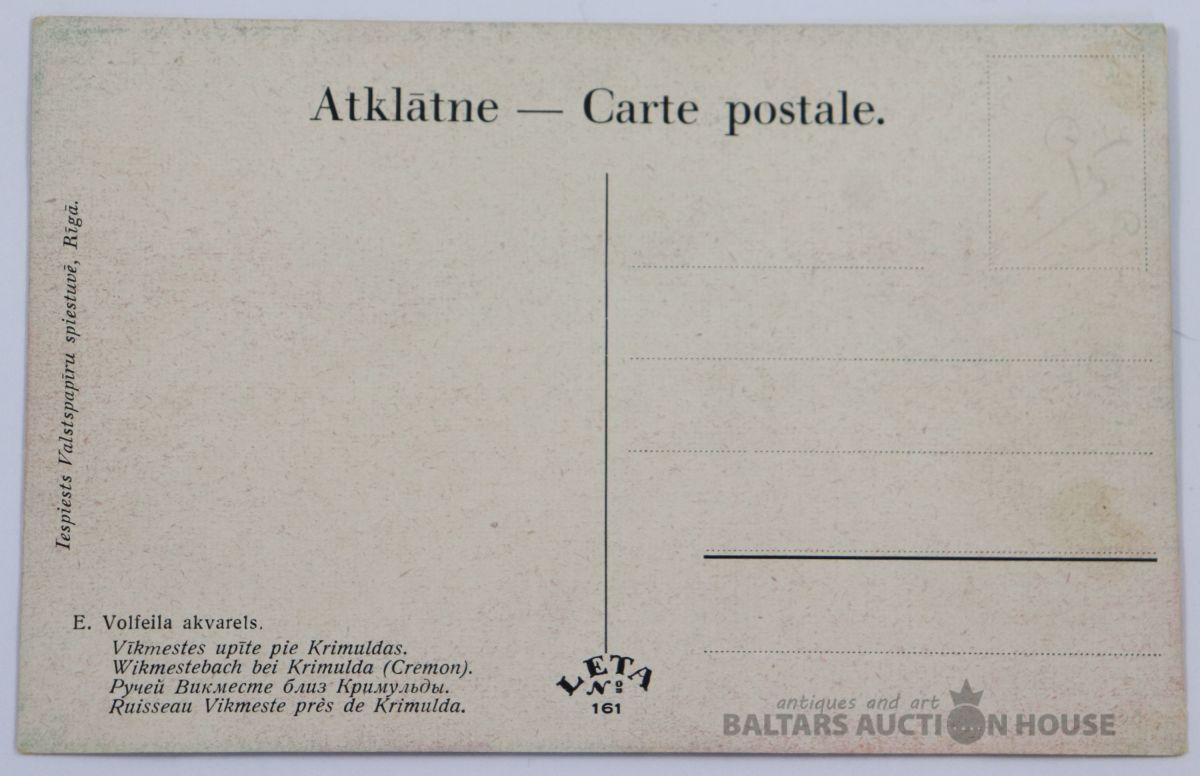 Atklātne — Carte postale.
Iespiests Valstspapīru spiestuvē, Rīgā.
E. Volfeila akvarels.
Vīkmestes upīte pie Krimuldas.
Wikmestebach bei Krimulda (Cremon).
Ручей Викместе близ Кримульды.
Ruisseau Vikmeste près de Krimulda.
LETA
№
161
antiques and art
BALTARS AUCTION HOUSE